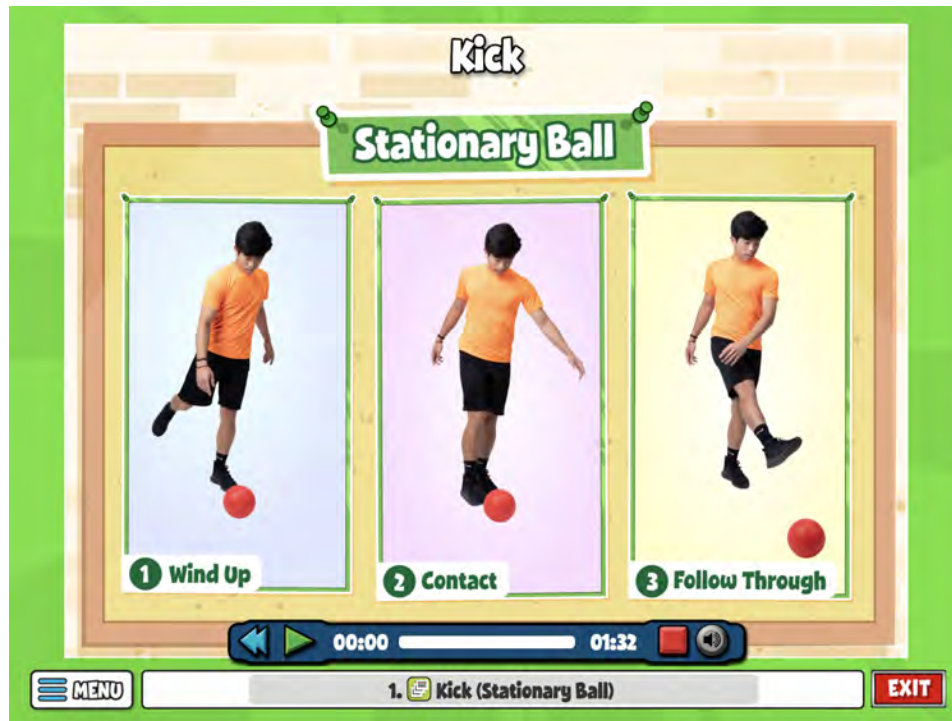 Kick
Stationary Ball
1 Wind Up
2 Contact
3 Follow Through
00:00
01:32
MENU
1. Kick (Stationary Ball)
EXIT